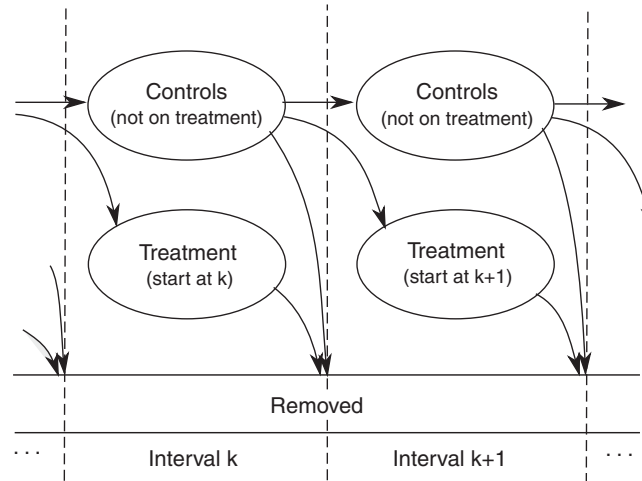 Controls
(not on treatment)
Controls
(not on treatment)
Treatment
(start at k)
Treatment
(start at k+1)
Removed
. . .
Interval k
Interval k+1
. . .